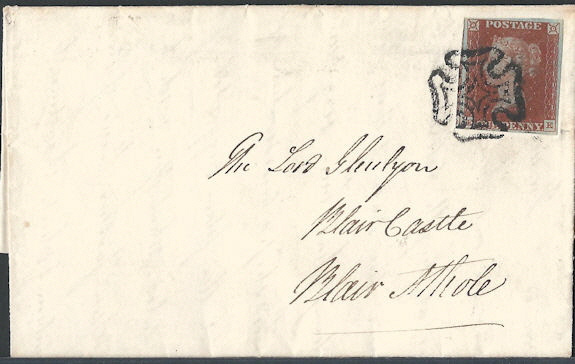 POSTAGE
PENNY
E
The Lord Glenlyon
Blair Castle
Blair Athole